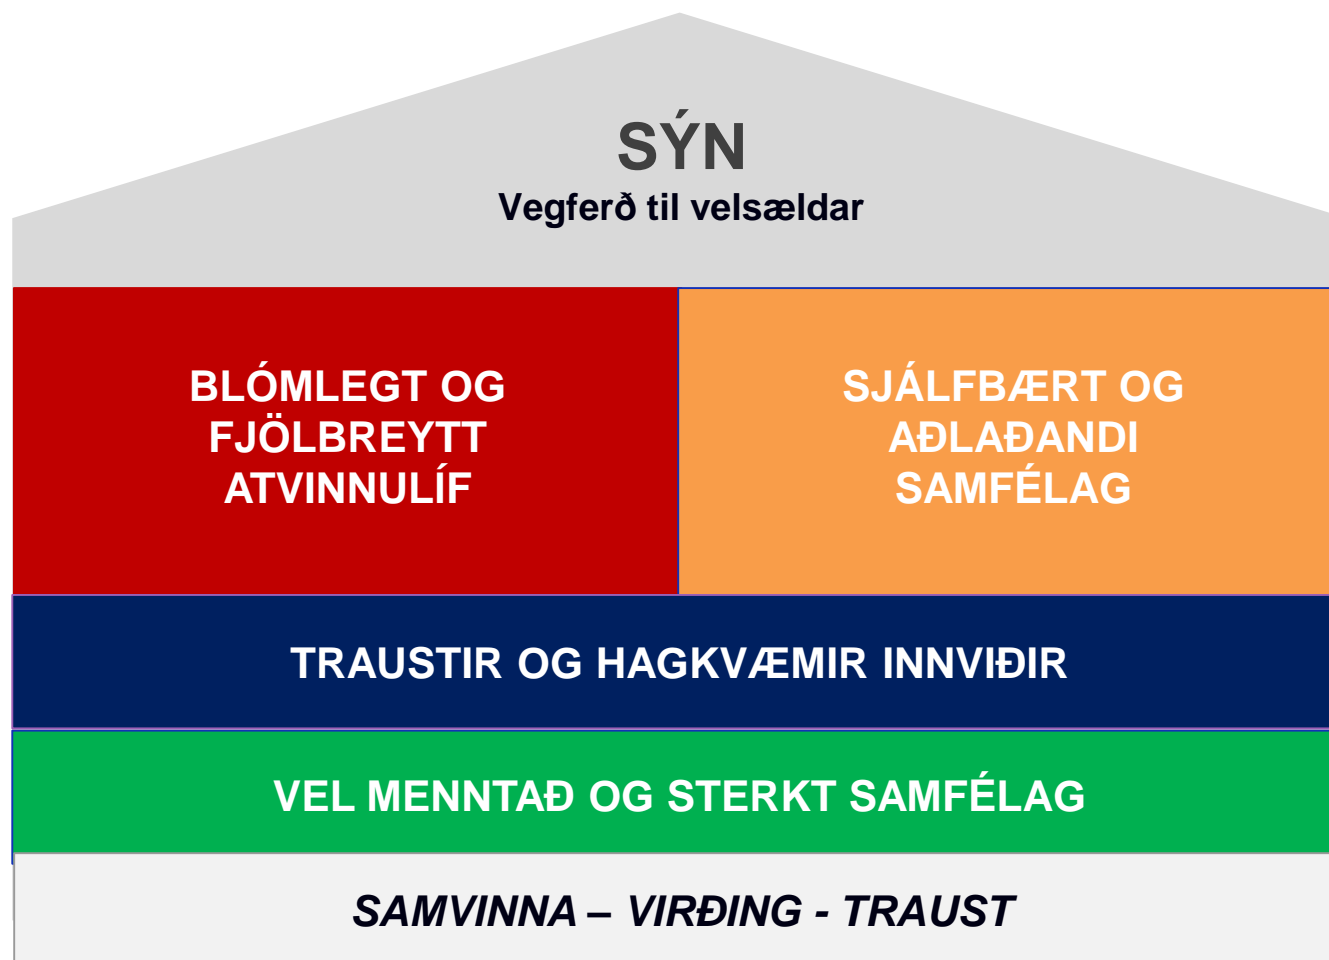 SÝN
Vegferð til velsældar
BLÓMLEGT OG
FJÖLBREYTT
ATVINNULÍF
SJÁLFBÆRT OG
AÐLAÐANDI
SAMFÉLAG
TRAUSTIR OG HAGKVÆMIR INNVIÐIR
VEL MENNTAÐ OG STERKT SAMFÉLAG
SAMVINNA – VIRÐING - TRAUST